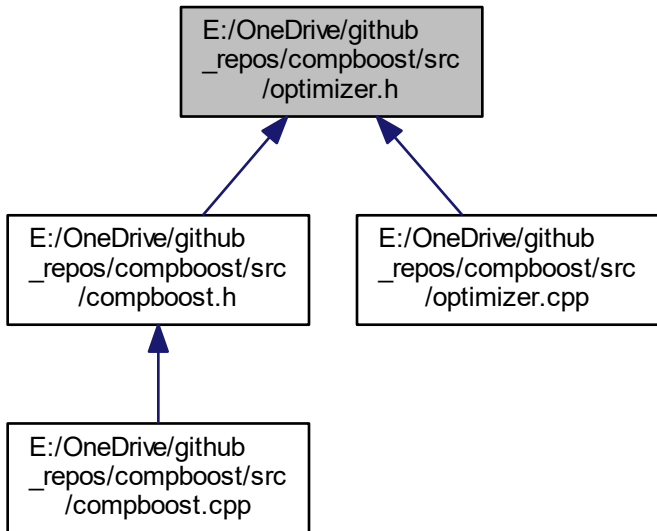 E:/OneDrive/github
_repos/compboost/src
/optimizer.h
E:/OneDrive/github
_repos/compboost/src
/compboost.h
E:/OneDrive/github
_repos/compboost/src
/optimizer.cpp
E:/OneDrive/github
_repos/compboost/src
/compboost.cpp